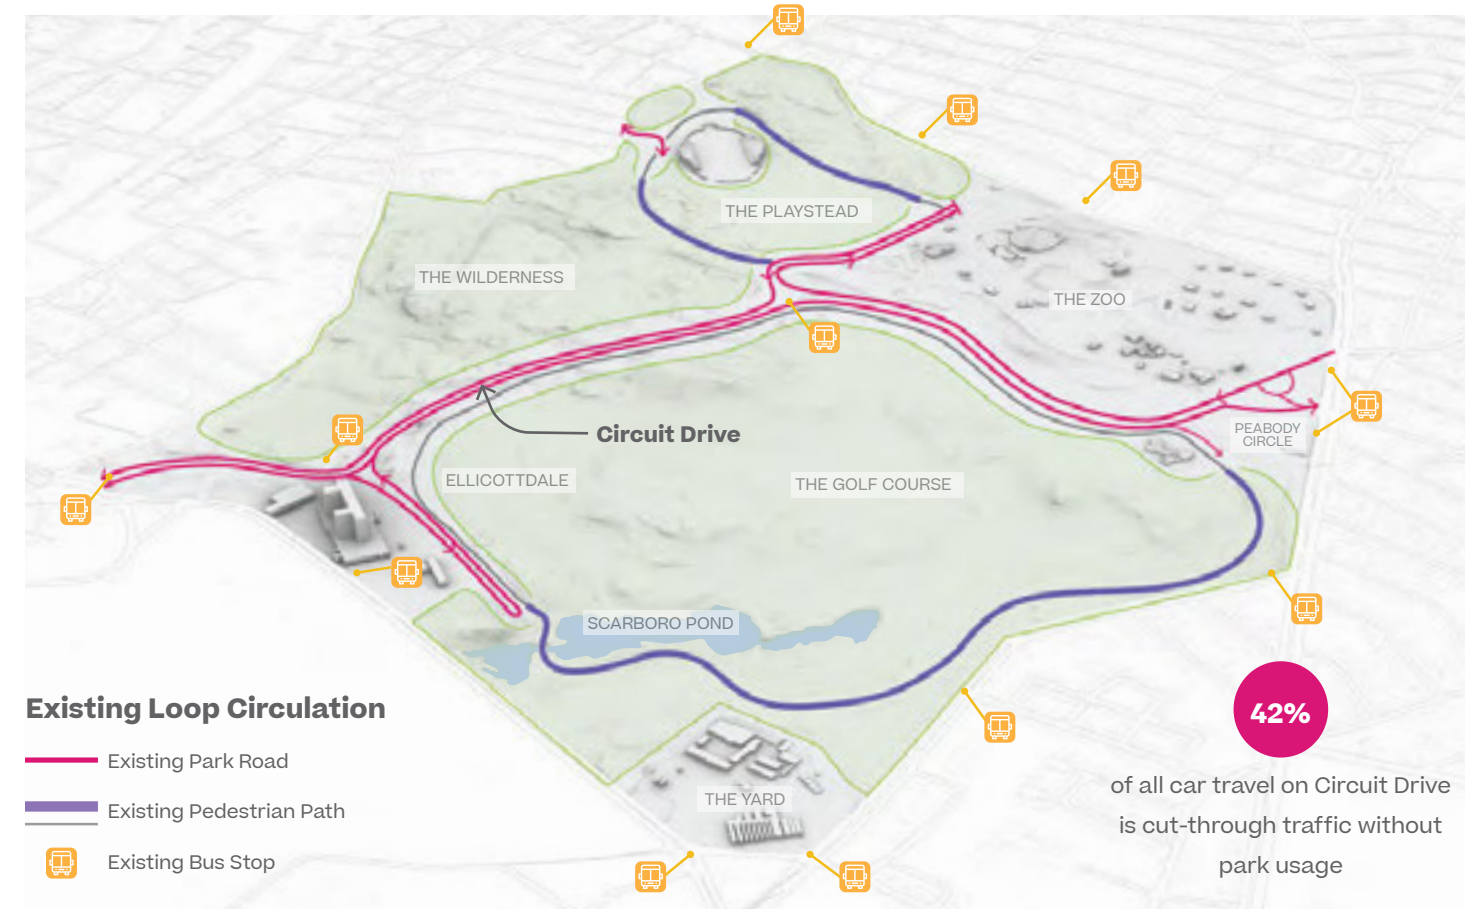 THE PLAYSTEAD
THE WILDERNESS
THE ZOO
Circuit Drive
PEABODY
CIRCLE
ELLICOTTDALE
THE GOLF COURSE
SCARBORO POND
THE YARD
Existing Loop Circulation
Existing Park Road
Existing Pedestrian Path
Existing Bus Stop
42%
of all car travel on Circuit Drive
is cut-through traffic without
park usage